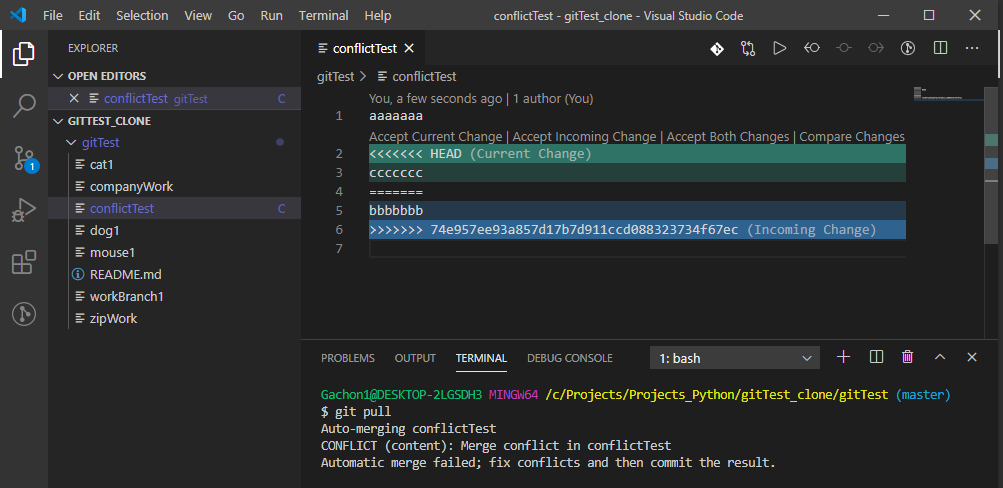 File Edit Selection View Go Run Terminal Help conflictTest - gitTest_clone - Visual Studio Code
EXPLORER
OPEN EDITORS
conflictTest gitTest C
GITTEST_CLONE
gitTest
cat1
companyWork
conflictTest C
dog1
mouse1
README.md
workBranch1
zipWork
1
conflictTest
gitTest > conflictTest
You, a few seconds ago | 1 author (You)
1 aaaaaaa
Accept Current Change | Accept Incoming Change | Accept Both Changes | Compare Changes
2 <<<<<<< HEAD (Current Change)
3 ccccccc
4 =======
5 bbbbbbb
6 >>>>>>> 74e957ee93a857d17b7d911ccd088323734f67ec (Incoming Change)
7
PROBLEMS OUTPUT TERMINAL DEBUG CONSOLE 1: bash
Gachon1@DESKTOP-2LGSDH3 MINGW64 /c/Projects/Projects_Python/gitTest_clone/gitTest (master)
$ git pull
Auto-merging conflictTest
CONFLICT (content): Merge conflict in conflictTest
Automatic merge failed; fix conflicts and then commit the result.